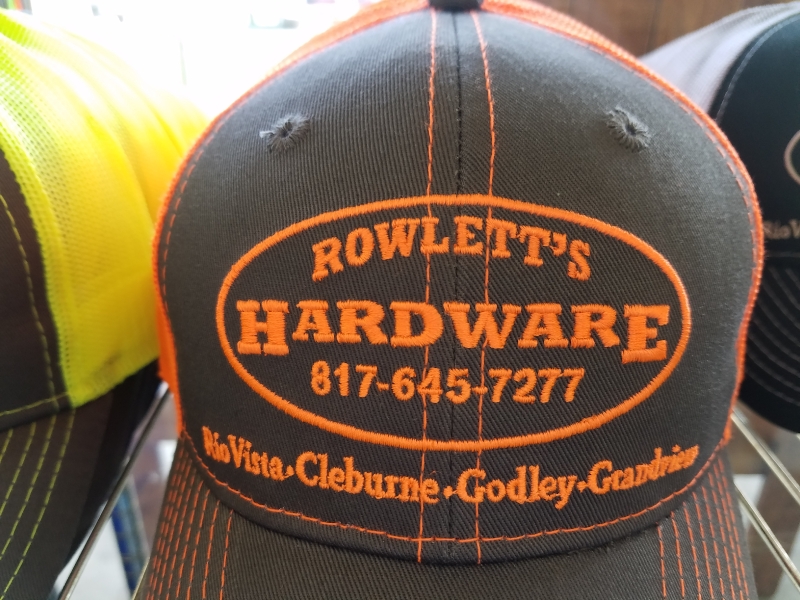 ROWLETT'S
HARDWARE
817-645-7277
Rio Vista · Cleburne · Godley · Grandview